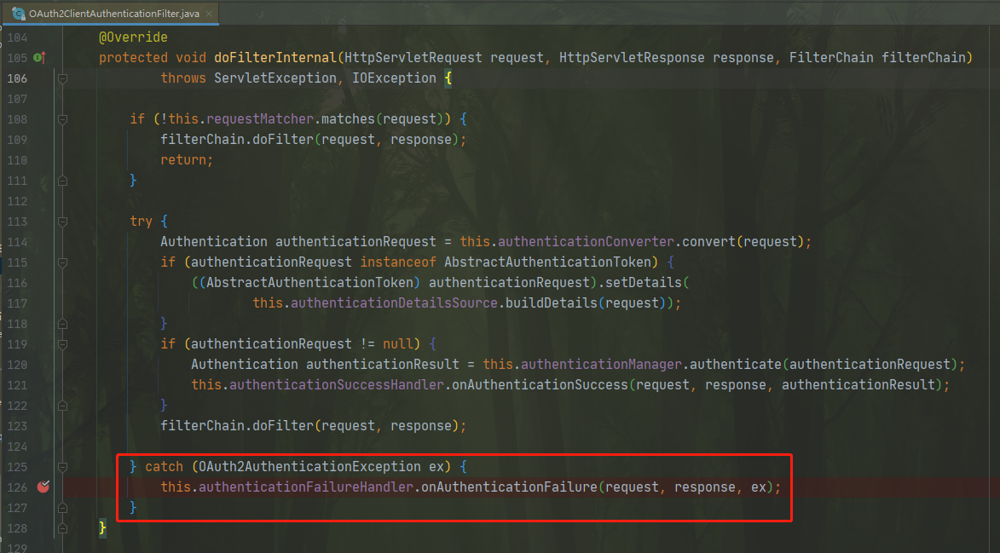 OAuth2ClientAuthenticationFilter.java
104 @Override
105 protected void doFilterInternal(HttpServletRequest request, HttpServletResponse response, FilterChain filterChain)
106 throws ServletException, IOException {
107
108 if (!this.requestMatcher.matches(request)) {
109 filterChain.doFilter(request, response);
110 return;
111 }
112
113 try {
114 Authentication authenticationRequest = this.authenticationConverter.convert(request);
115 if (authenticationRequest instanceof AbstractAuthenticationToken) {
116 ((AbstractAuthenticationToken) authenticationRequest).setDetails(
117 this.authenticationDetailsSource.buildDetails(request));
118 }
119 if (authenticationRequest != null) {
120 Authentication authenticationResult = this.authenticationManager.authenticate(authenticationRequest);
121 this.authenticationSuccessHandler.onAuthenticationSuccess(request, response, authenticationResult);
122 }
123 filterChain.doFilter(request, response);
124
125 } catch (OAuth2AuthenticationException ex) {
126 this.authenticationFailureHandler.onAuthenticationFailure(request, response, ex);
127 }
128 }
129